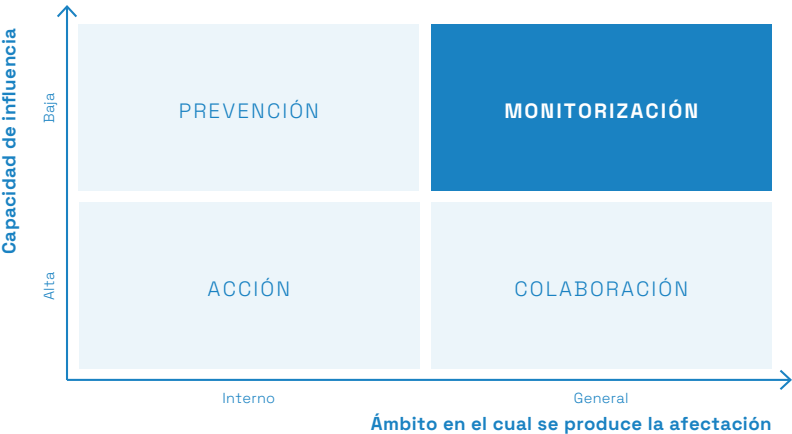 Capacidad de influencia
Baja
PREVENCIÓN
MONITORIZACIÓN
Alta
ACCIÓN
COLABORACIÓN
Interno
General
Ámbito en el cual se produce la afectación